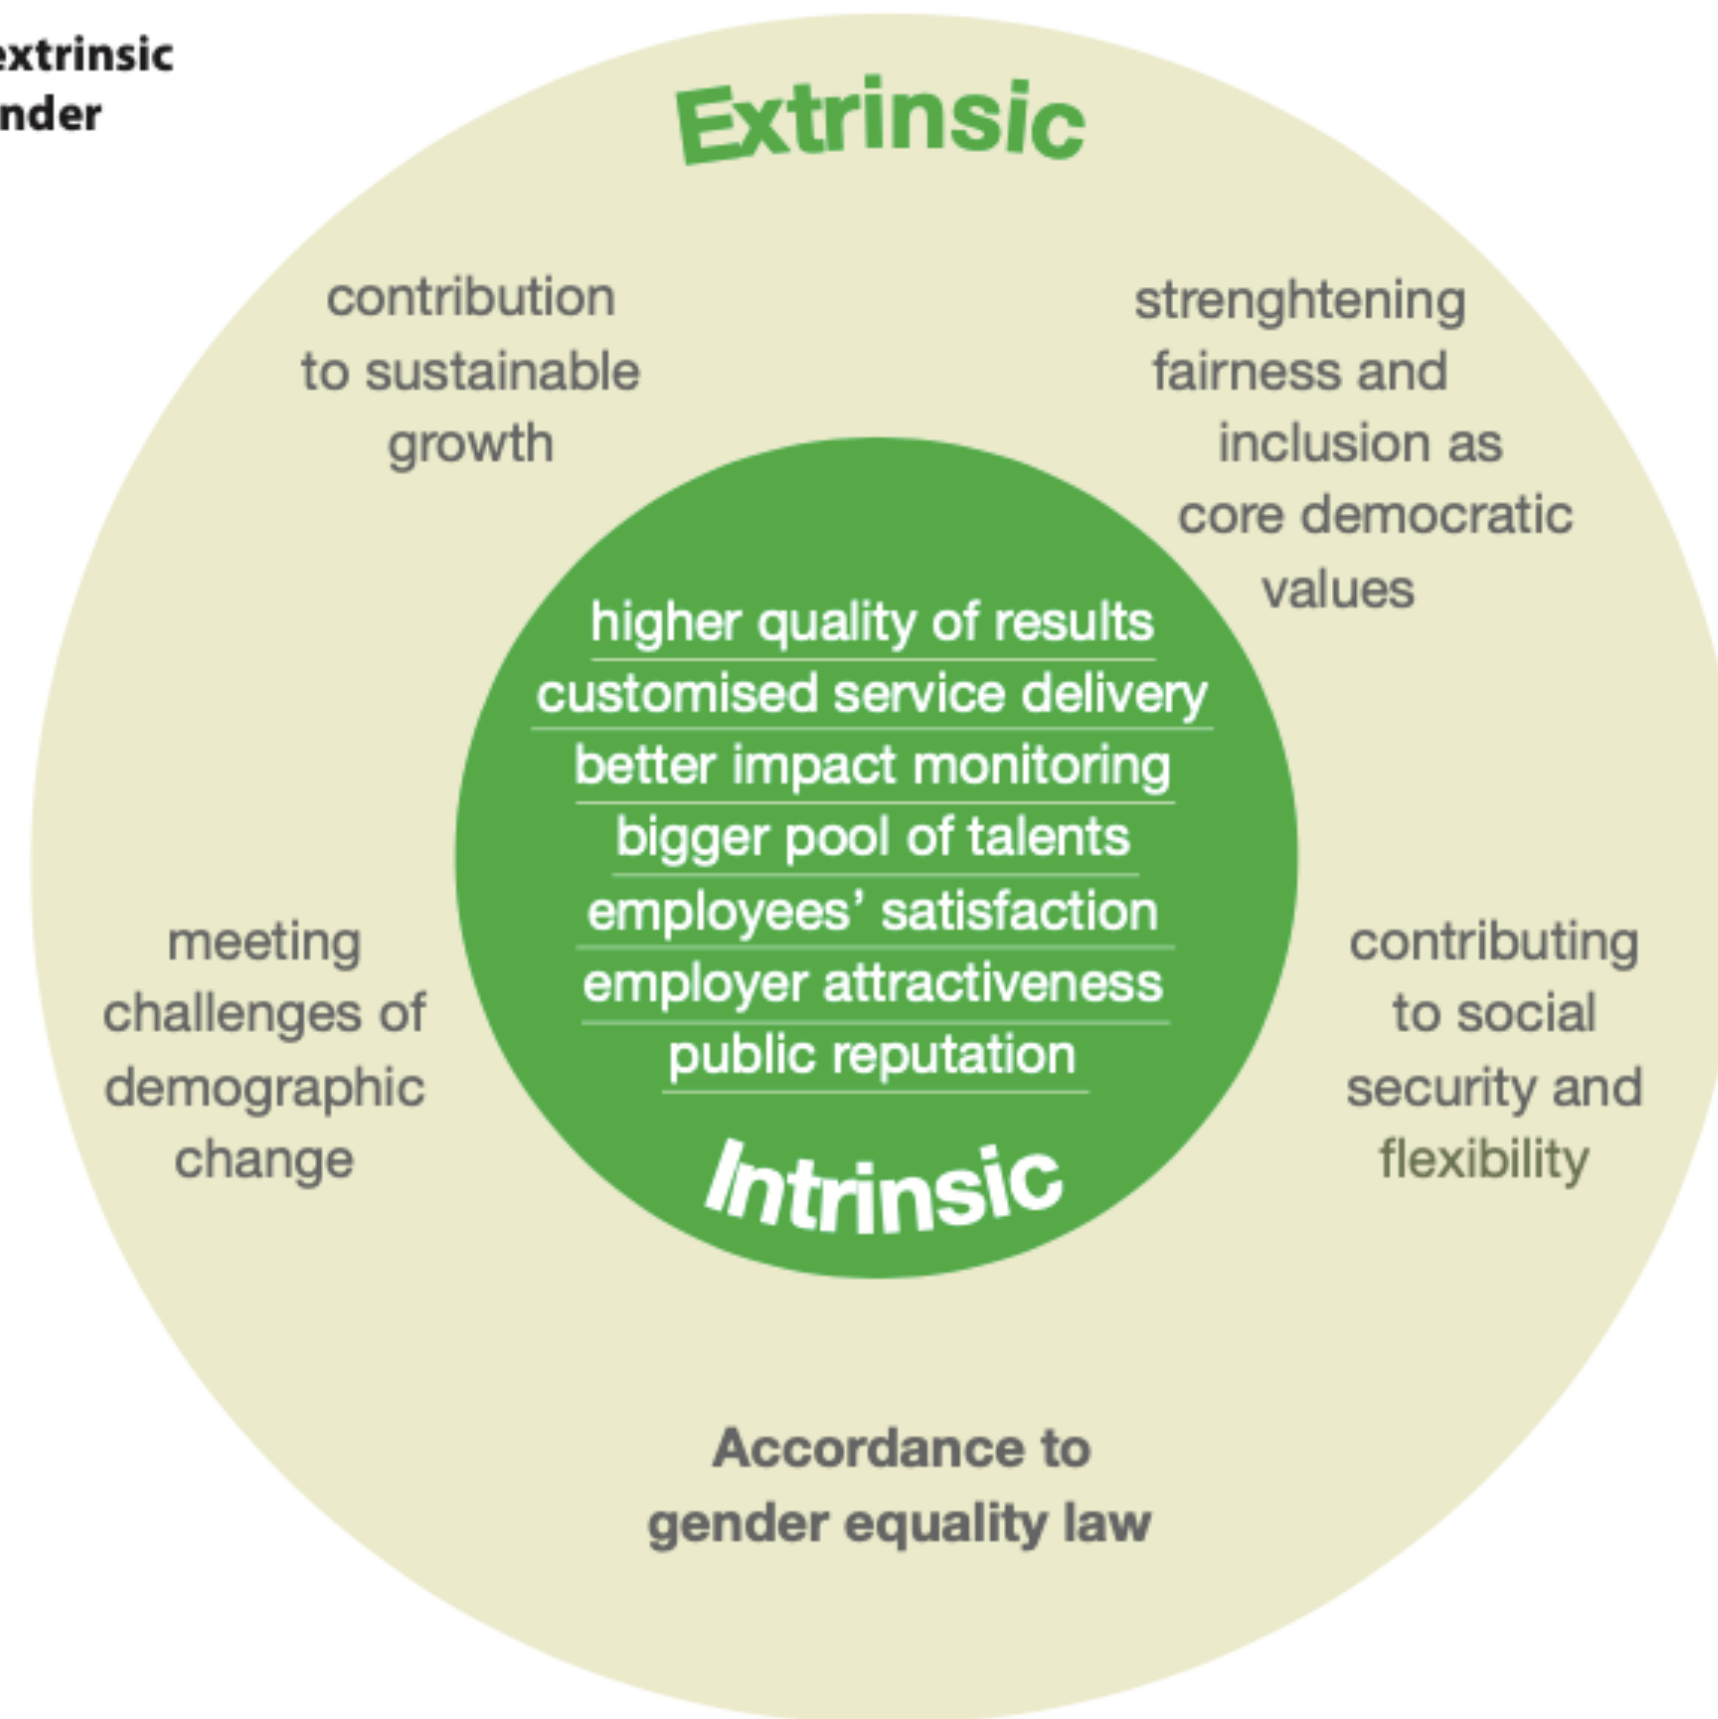 extrinsic
nder
Extrinsic
contribution
to sustainable
growth
strenghtening
fairness and
inclusion as
core democratic
values
higher quality of results
customised service delivery
better impact monitoring
bigger pool of talents
employees’ satisfaction
employer attractiveness
public reputation
Intrinsic
meeting
challenges of
demographic
change
contributing
to social
security and
flexibility
Accordance to
gender equality law